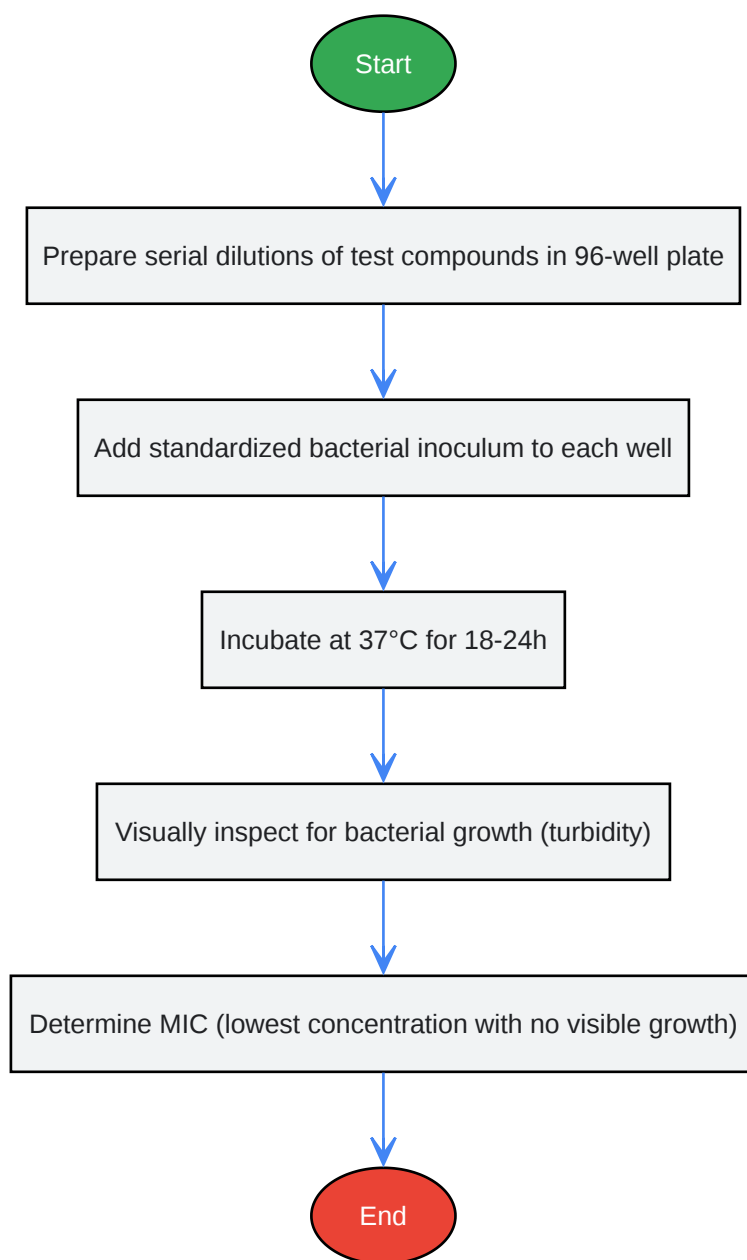 Start
Prepare serial dilutions of test compounds in 96-well plate
Add standardized bacterial inoculum to each well
Incubate at 37°C for 18-24h
Visually inspect for bacterial growth (turbidity)
Determine MIC (lowest concentration with no visible growth)
End